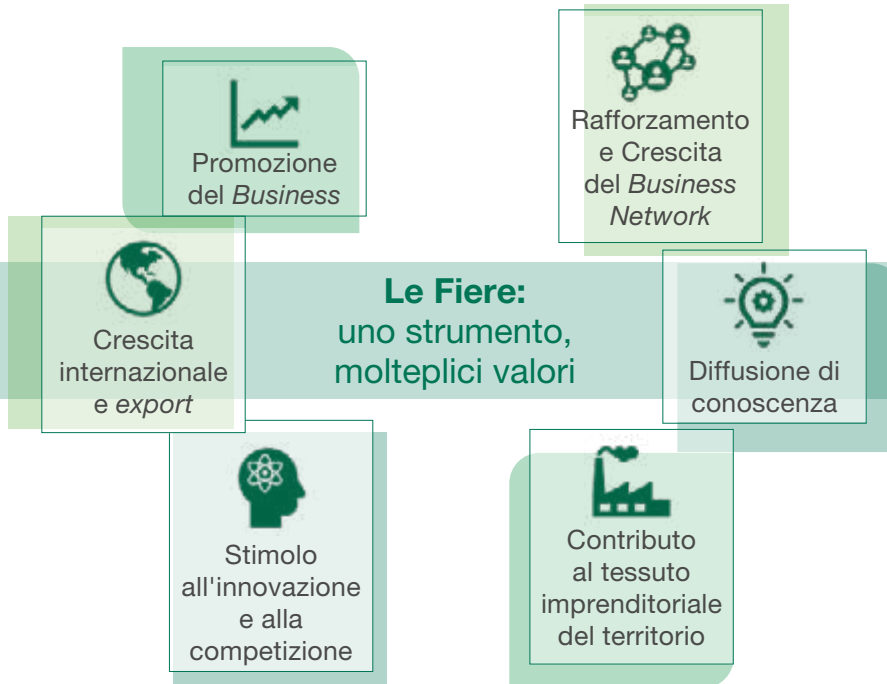 Promozione
del Business
Rafforzamento
e Crescita
del Business
Network
Crescita
internazionale
e export
Le Fiere:
uno strumento,
molteplici valori
Diffusione di
conoscenza
Stimolo
all'innovazione
e alla
competizione
Contributo
al tessuto
imprenditoriale
del territorio